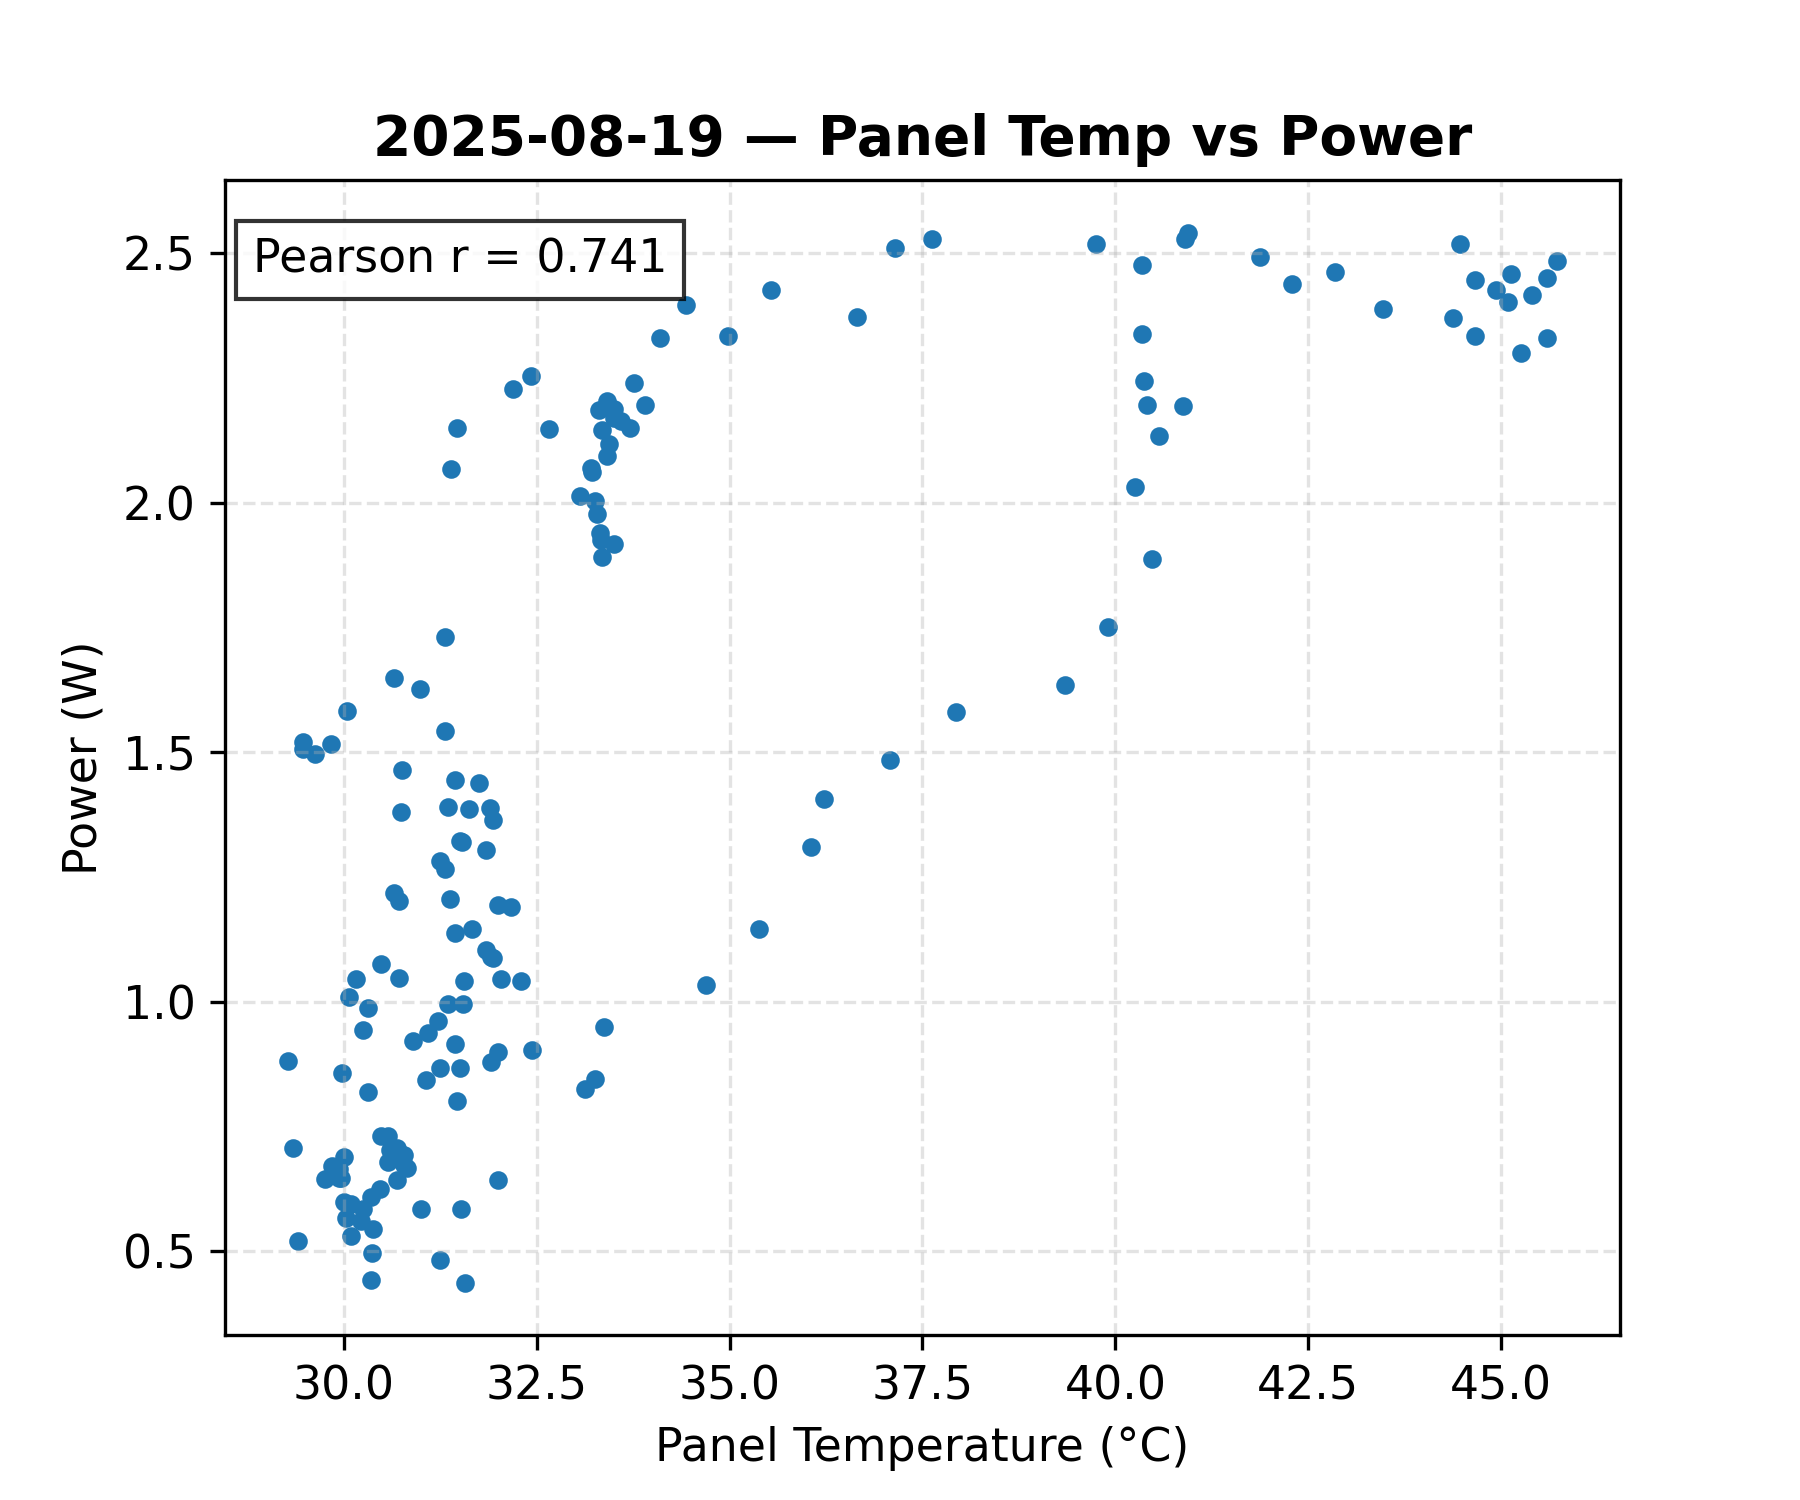 2025-08-19 — Panel Temp vs Power
Pearson r = 0.741
Power (W)
2.5
2.0
1.5
1.0
0.5
30.0 32.5 35.0 37.5 40.0 42.5 45.0
Panel Temperature (°C)